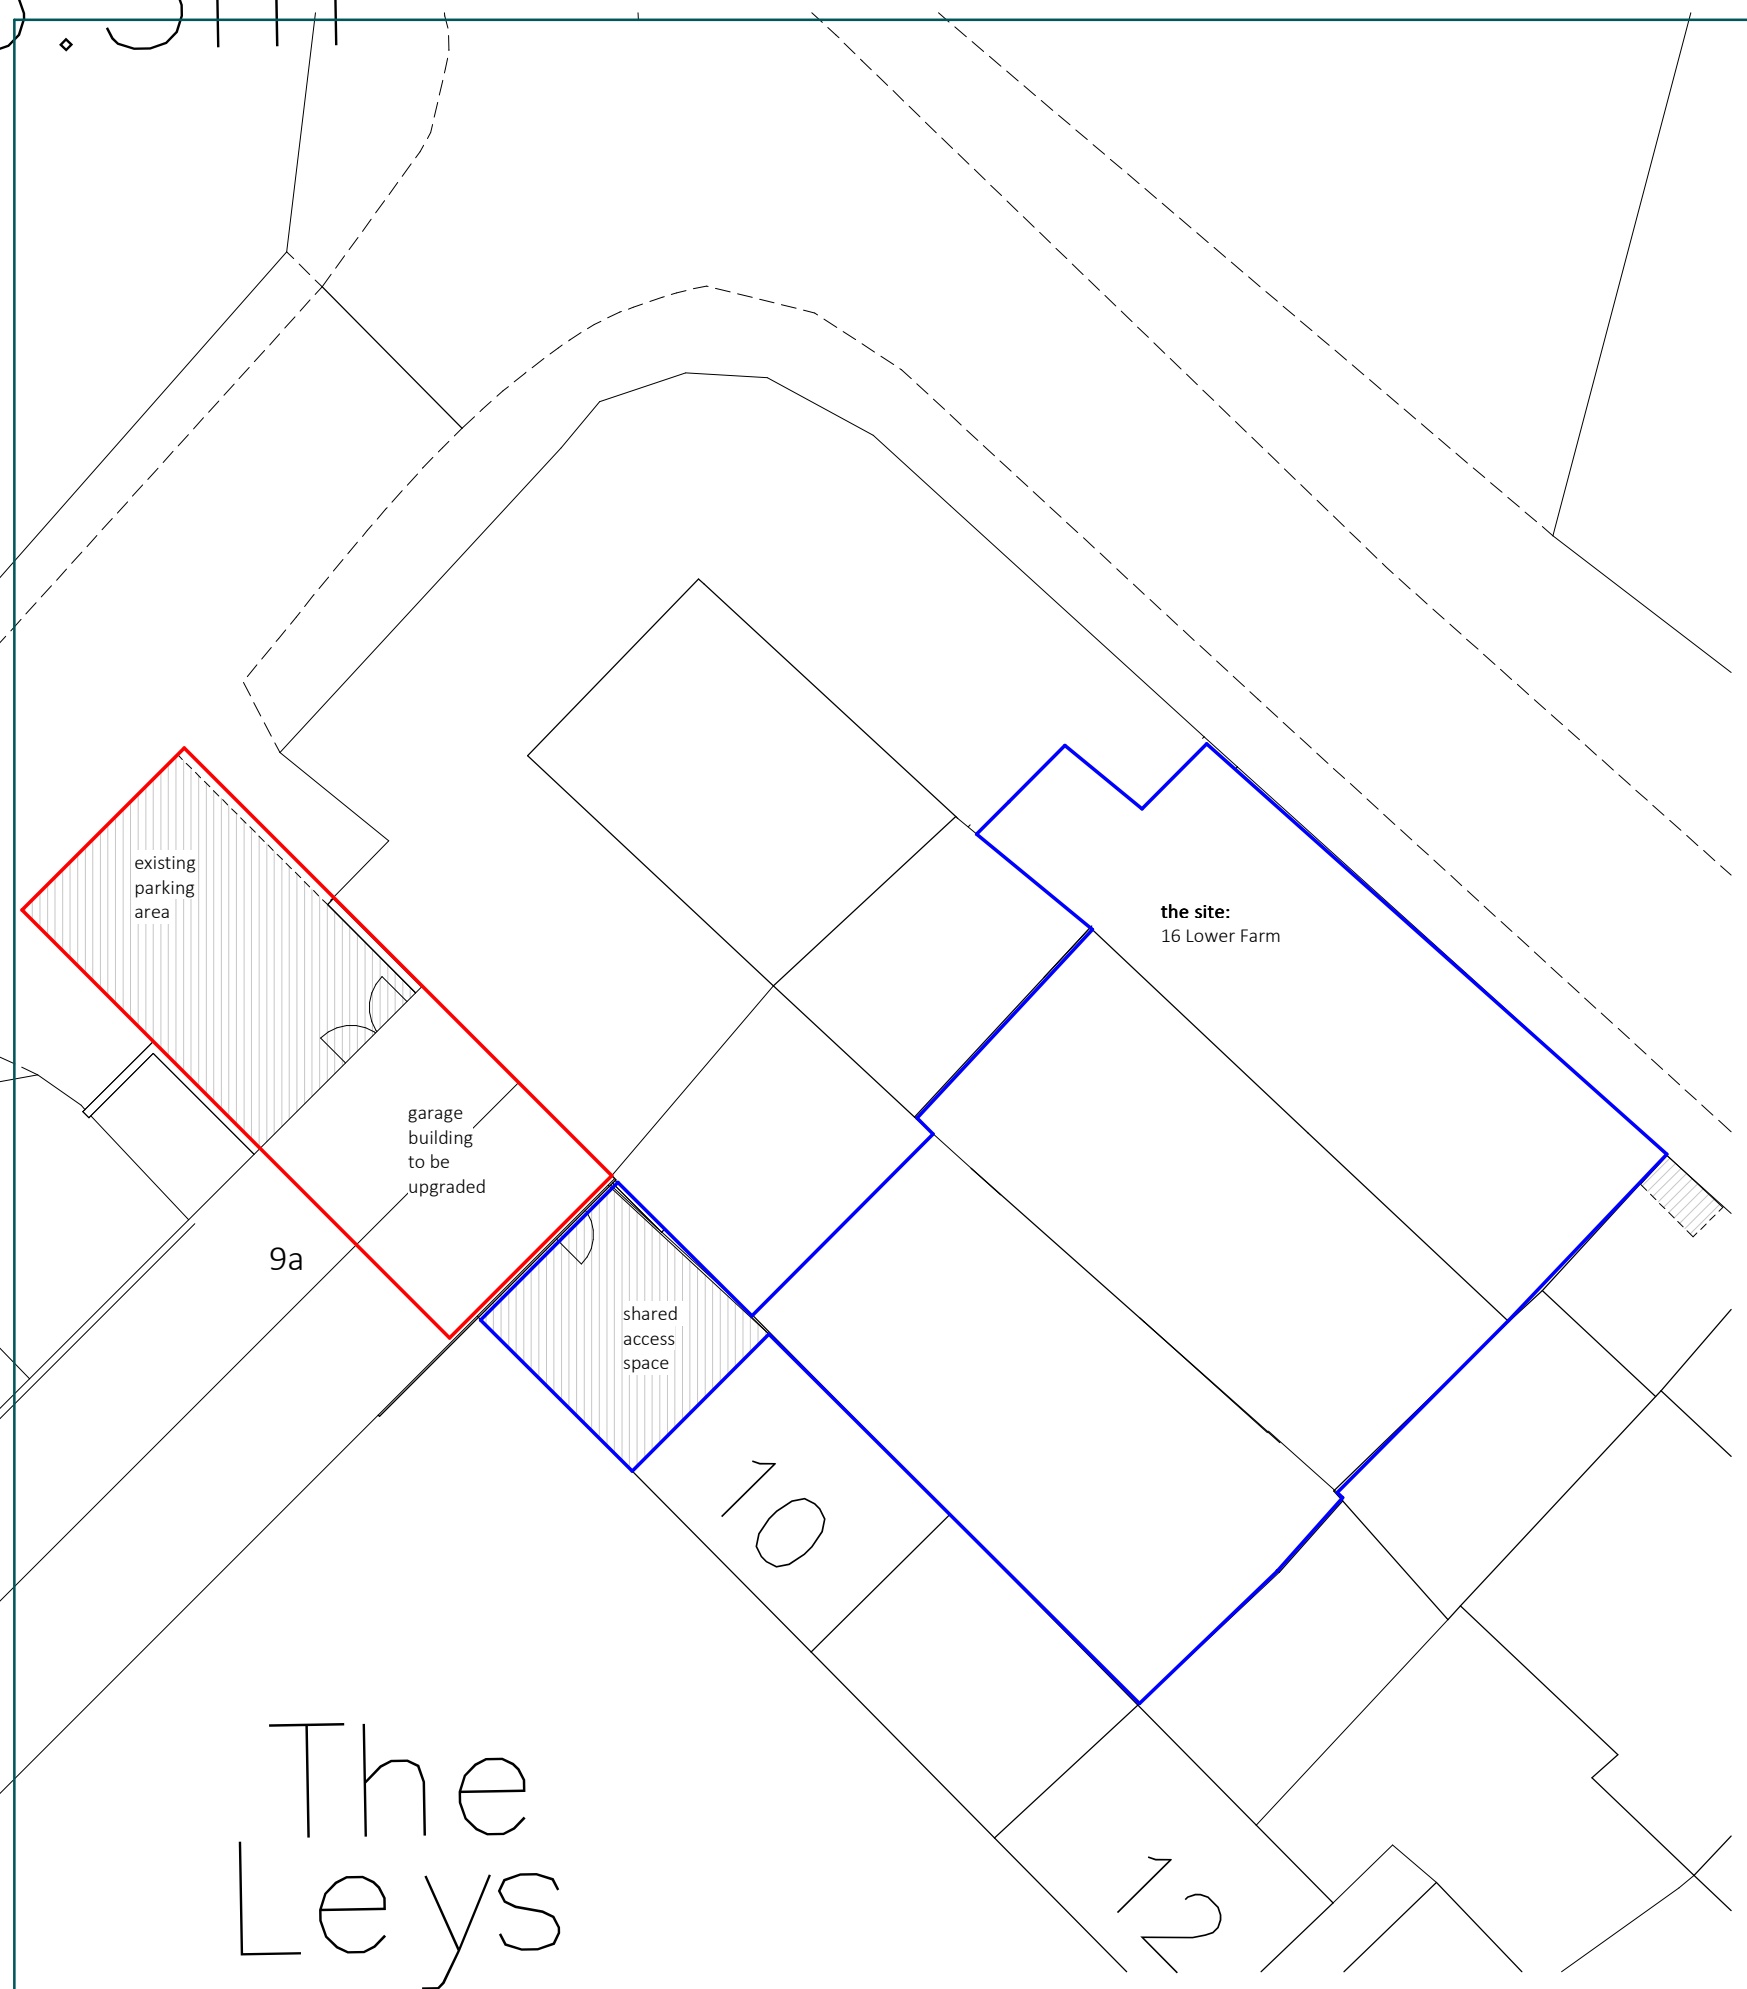 existing
parking
area
the site:
16 Lower Farm
garage
building
to be
upgraded
9a
shared
access
space
10
The
Leys
12